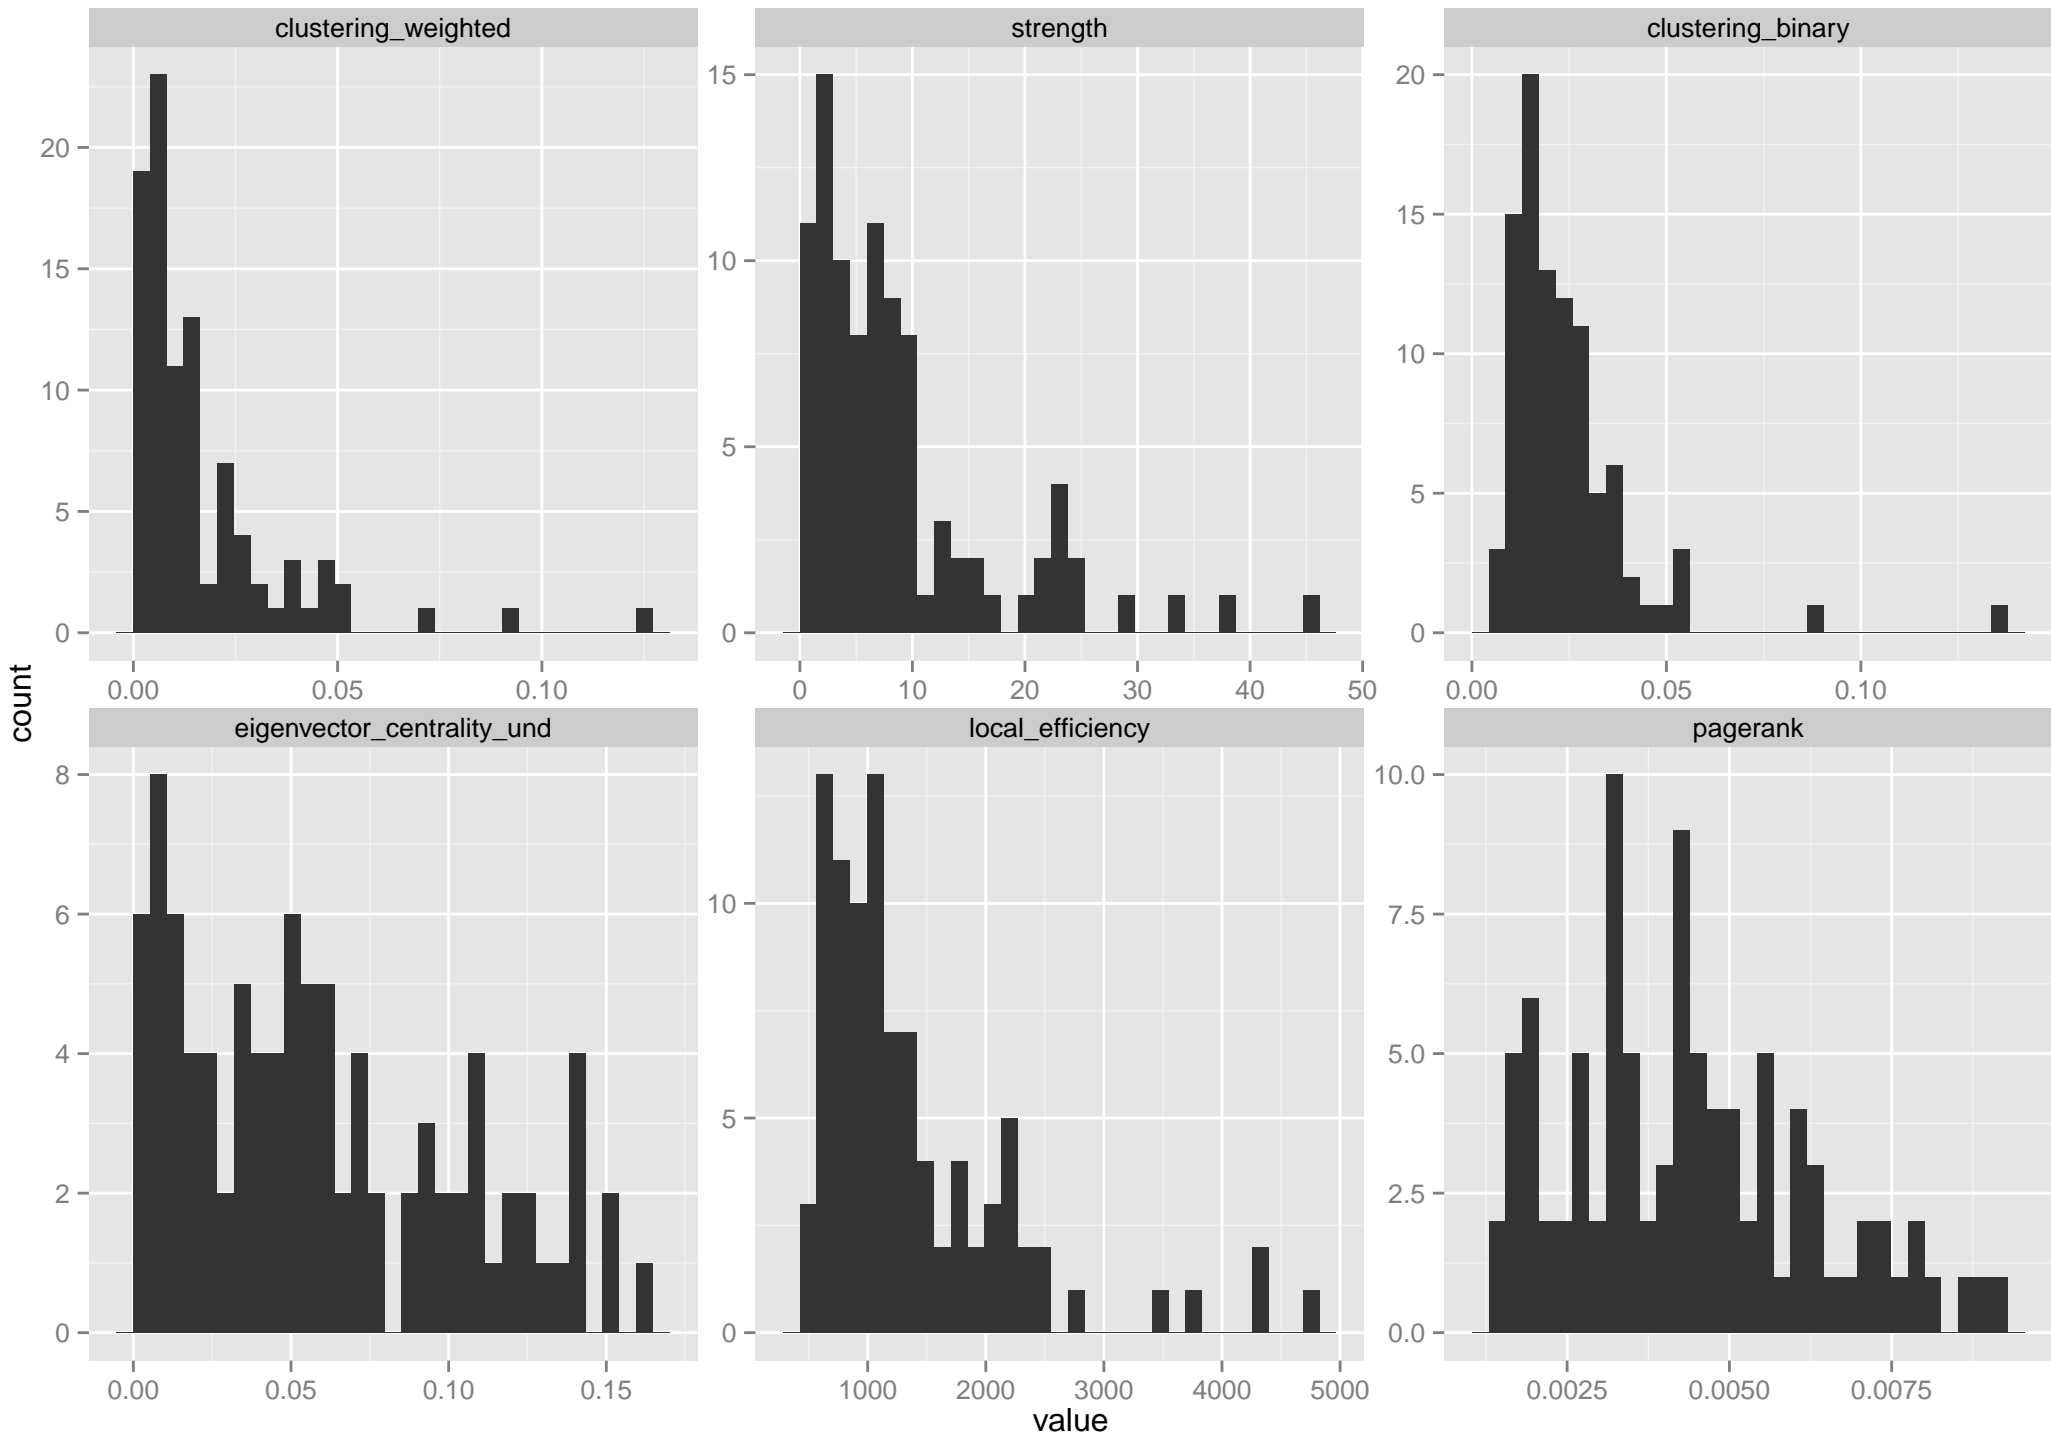 clustering_weighted
strength
clustering_binary
20
15
10
5
0
15
10
5
0
20
15
10
5
0
0.00 0.05 0.10
0 10 20 30 40 50
0.00 0.05 0.10
count
eigenvector_centrality_und
local_efficiency
pagerank
8
6
4
2
0
10
5
0
10.0
7.5
5.0
2.5
0.0
0.00 0.05 0.10 0.15
1000 2000 3000 4000 5000
0.0025 0.0050 0.0075
value